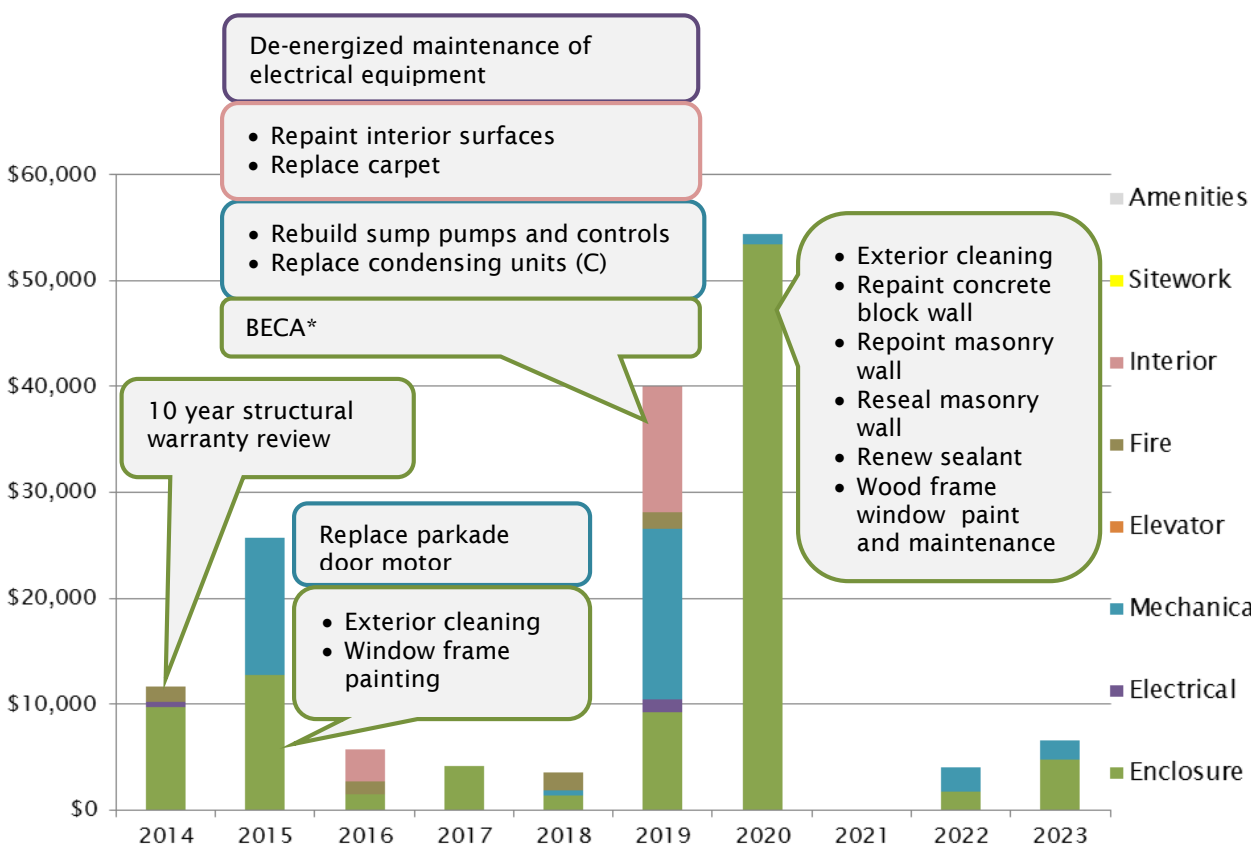 De-energized maintenance of
electrical equipment
• Repaint interior surfaces
• Replace carpet
• Rebuild sump pumps and controls
• Replace condensing units (C)
BECA*
10 year structural
warranty review
Replace parkade
door motor
• Exterior cleaning
• Window frame
painting
• Exterior cleaning
• Repaint concrete
block wall
• Repoint masonry
wall
• Reseal masonry
wall
• Renew sealant
• Wood frame
window paint
and maintenance
$60,000
$50,000
$40,000
$30,000
$20,000
$10,000
$0
2014 2015 2016 2017 2018 2019 2020 2021 2022 2023
Amenities
Sitework
Interior
Fire
Elevator
Mechanica
Electrical
Enclosure